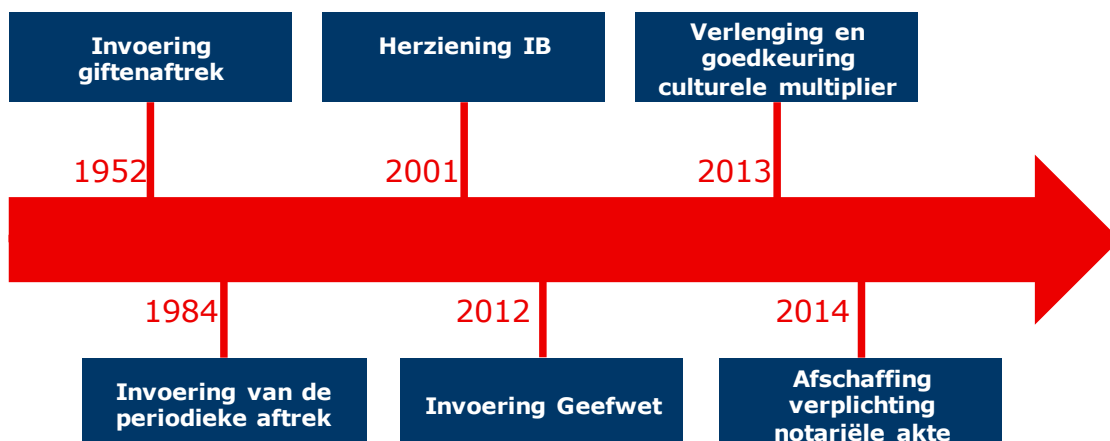 Invoering
giftenaftrek
Herziening IB
Verlenging en
goedkeuring
culturele multiplier
1952
2001
2013
1984
2012
2014
Invoering van de
periodieke aftrek
Invoering Geefwet
Afschaffing
verplichting
notariële akte